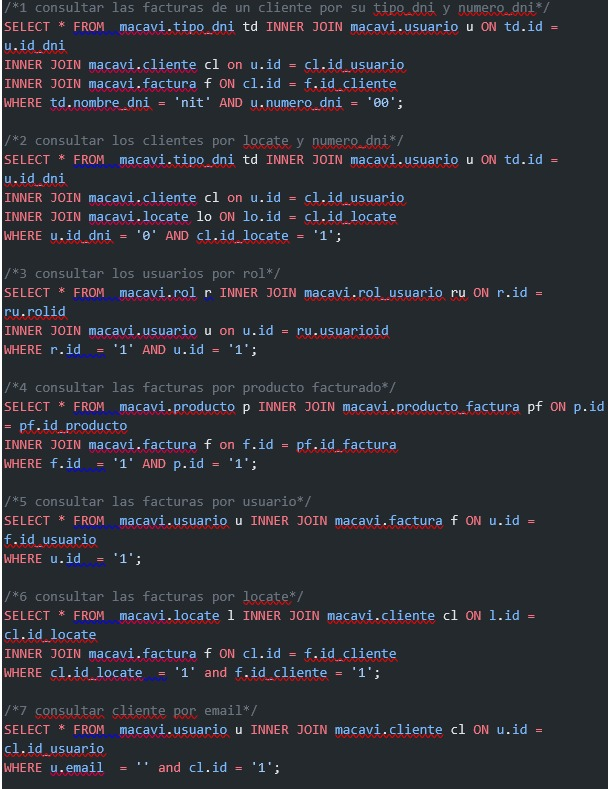 /*1 consultar las facturas de un cliente por su tipo_dni y numero_dni*/
SELECT * FROM  macavi.tipo_dni td INNER JOIN macavi.usuario u ON td.id =
u.id_dni
INNER JOIN macavi.cliente cl on u.id = cl.id_usuario
INNER JOIN macavi.factura f ON cl.id = f.id_cliente
WHERE td.nombre_dni = 'nit' AND u.numero_dni = '00';
/*2 consultar los clientes por locate y numero_dni*/
SELECT * FROM  macavi.tipo_dni td INNER JOIN macavi.usuario u ON td.id =
u.id_dni
INNER JOIN macavi.cliente cl on u.id = cl.id_usuario
INNER JOIN macavi.locate lo ON lo.id = cl.id_locate
WHERE u.id_dni = '0' AND cl.id_locate = '1';
/*3 consultar los usuarios por rol*/
SELECT * FROM  macavi.rol r INNER JOIN macavi.rol_usuario ru ON r.id =
ru.rolid
INNER JOIN macavi.usuario u on u.id = ru.usuarioid
WHERE r.id  = '1' AND u.id = '1';
/*4 consultar las facturas por producto facturado*/
SELECT * FROM  macavi.producto p INNER JOIN macavi.producto_factura pf ON p.id
= pf.id_producto
INNER JOIN macavi.factura f on f.id = pf.id_factura
WHERE f.id  = '1' AND p.id = '1';
/*5 consultar las facturas por usuario*/
SELECT * FROM  macavi.usuario u INNER JOIN macavi.factura f ON u.id =
f.id_usuario
WHERE u.id  = '1';
/*6 consultar las facturas por locate*/
SELECT * FROM  macavi.locate l INNER JOIN macavi.cliente cl ON l.id =
cl.id_locate
INNER JOIN macavi.factura f ON cl.id = f.id_cliente
WHERE cl.id_locate  = '1' and f.id_cliente = '1';
/*7 consultar cliente por email*/
SELECT * FROM  macavi.usuario u INNER JOIN macavi.cliente cl ON u.id =
cl.id_usuario
WHERE u.email  = '' and cl.id = '1';